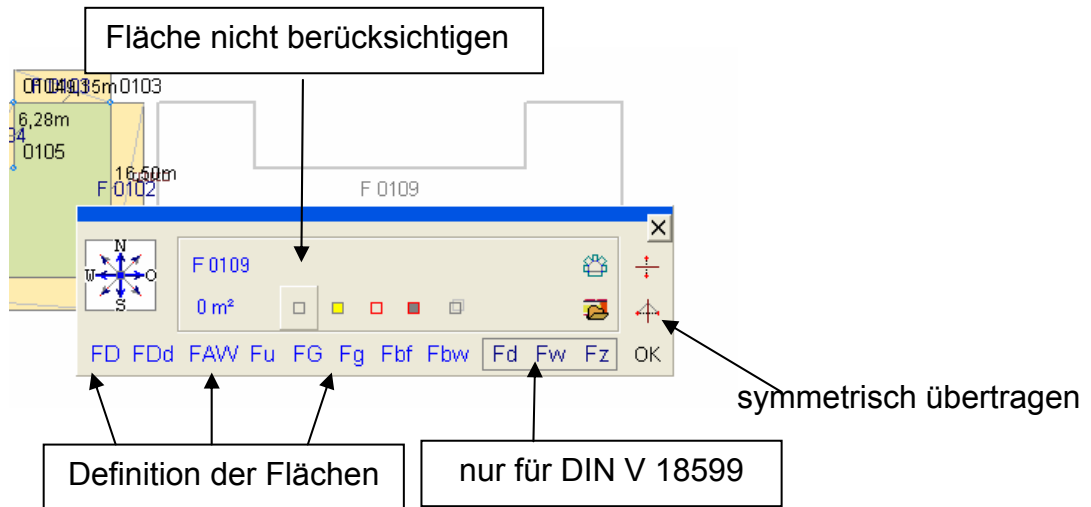 Fläche nicht berücksichtigen
0103
6,28m
0105
16,50m
F 0102
F 0109
N
W O
S
F 0109
0 m²
FD FDd FAW Fu FG Fg Fbf Fbw Fd Fw Fz OK
symmetrisch übertragen
Definition der Flächen
nur für DIN V 18599